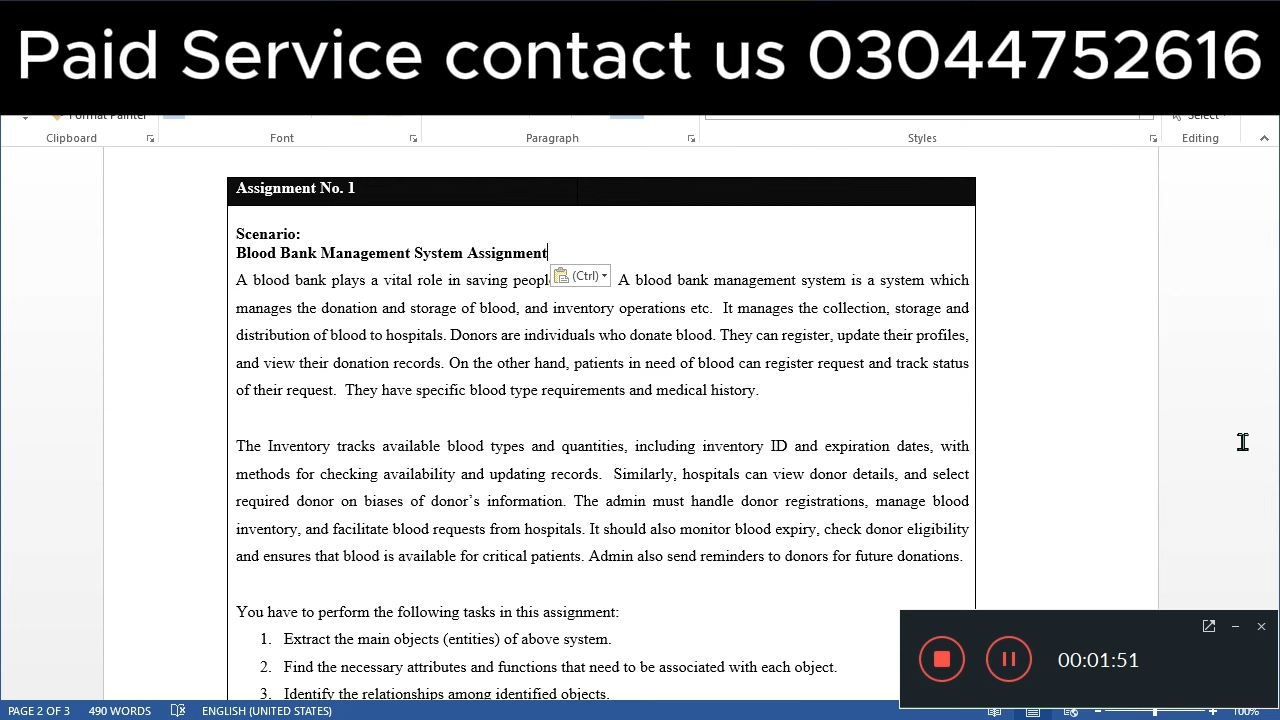 Paid Service contact us 03044752616
Format Painter
Select
Clipboard
Font
Paragraph
Styles
Editing
Assignment No. 1
Scenario:
Blood Bank Management System Assignment
(Ctrl)
A blood bank plays a vital role in saving peopl A blood bank management system is a system which
manages the donation and storage of blood, and inventory operations etc. It manages the collection, storage and
distribution of blood to hospitals. Donors are individuals who donate blood. They can register, update their profiles,
and view their donation records. On the other hand, patients in need of blood can register request and track status
of their request. They have specific blood type requirements and medical history.
The Inventory tracks available blood types and quantities, including inventory ID and expiration dates, with
methods for checking availability and updating records. Similarly, hospitals can view donor details, and select
required donor on biases of donor’s information. The admin must handle donor registrations, manage blood
inventory, and facilitate blood requests from hospitals. It should also monitor blood expiry, check donor eligibility
and ensures that blood is available for critical patients. Admin also send reminders to donors for future donations.
You have to perform the following tasks in this assignment:
1. Extract the main objects (entities) of above system.
2. Find the necessary attributes and functions that need to be associated with each object.
3. Identify the relationships among identified objects.
00:01:51
PAGE 2 OF 3 490 WORDS ENGLISH (UNITED STATES) 100%